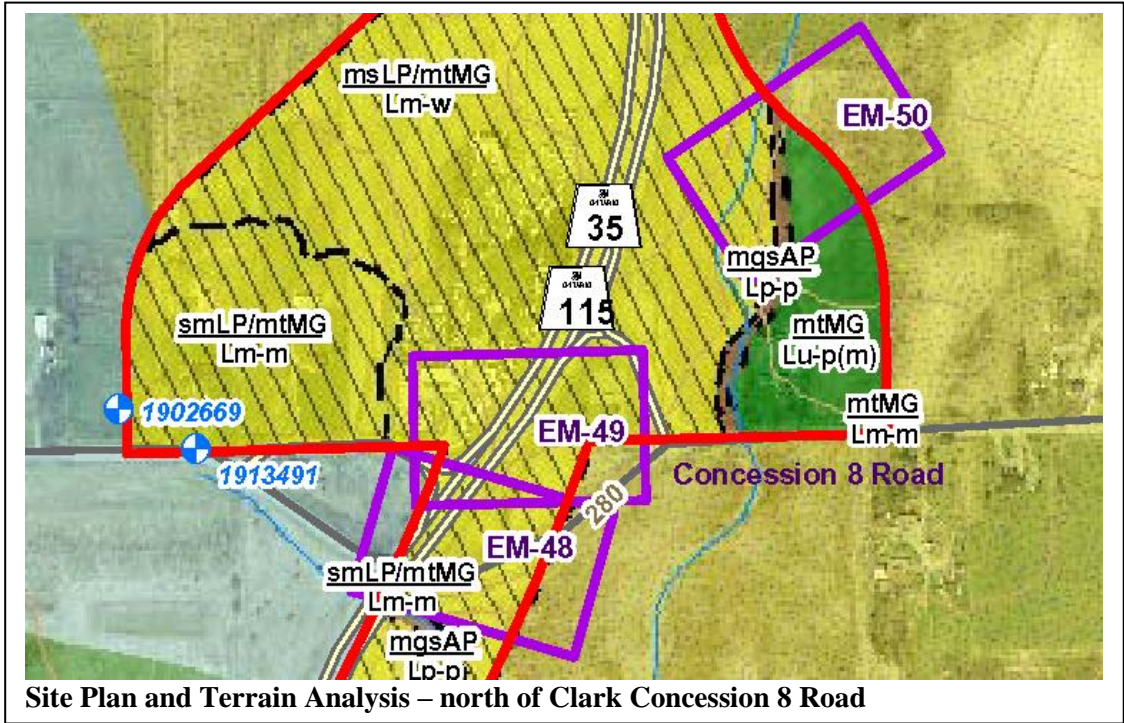 msLP/mtMG
Lm-w
EM-50
35
ONTARIO
115
mgsAP
Lp-p
smLP/mtMG
Lm-m
mtMG
Lu-p(m)
1902669
mtMG
Lm-m
EM-49
1913491
Concession 8 Road
280
EM-48
smLP/mtMG
Lm-m
mgsAP
Site Plan and Terrain Analysis – north of Clark Concession 8 Road